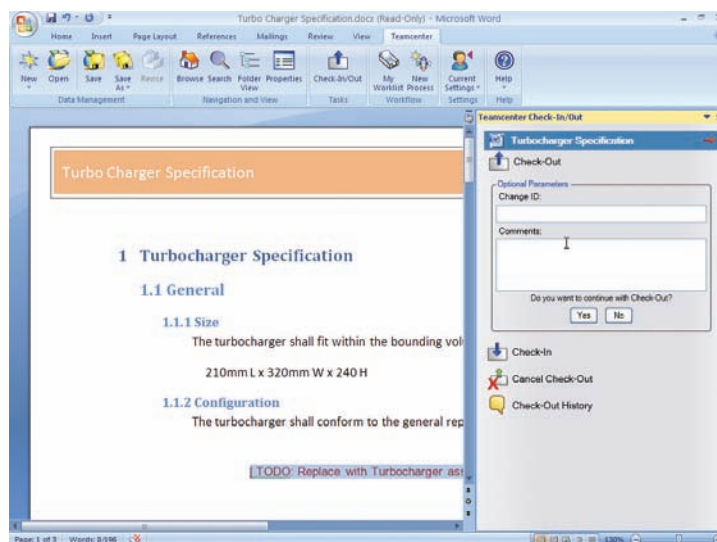 Turbo Charger Specification.docx (Read-Only) - Microsoft Word
Home Insert Page Layout References Mailings Review View Teamcenter
New Open Save Save As Revise Browse Search Folder View Properties Check-In/Out My Worklist New Process Current Settings Help
Data Management Navigation and View Tasks Workflow Settings Help
Teamcenter Check-In/Out
Turbocharger Specification
Check-Out
Optional Parameters
Change ID:
Comments:
Do you want to continue with Check-Out?
Yes No
Check-In
Cancel Check-Out
Check-Out History
Turbo Charger Specification
1 Turbocharger Specification
1.1 General
1.1.1 Size
The turbocharger shall fit within the bounding vol
210mm L x 320mm W x 240 H
1.1.2 Configuration
The turbocharger shall conform to the general rep
[TODO: Replace with Turbocharger ass
Page: 1 of 3 Words: 8/196 130%